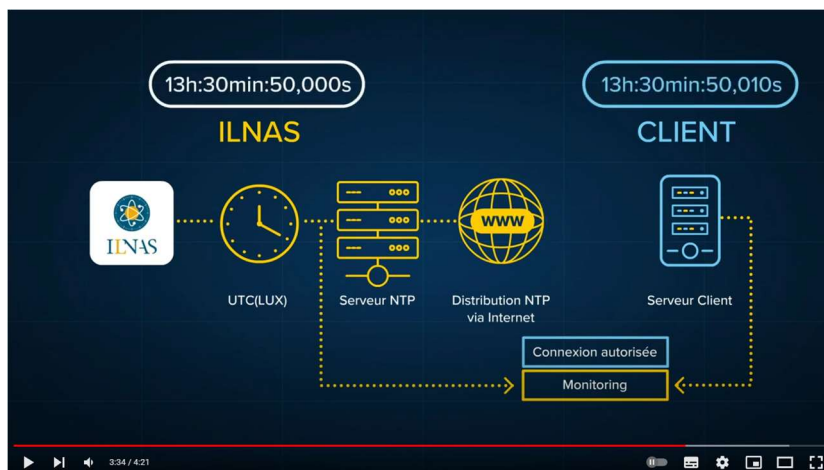 13h:30min:50,000s
13h:30min:50,010s
ILNAS
CLIENT
ILNAS
WWW
UTC(LUX)
Serveur NTP
Distribution NTP
via Internet
Serveur Client
Connexion autorisée
Monitoring
3:34 / 4:21